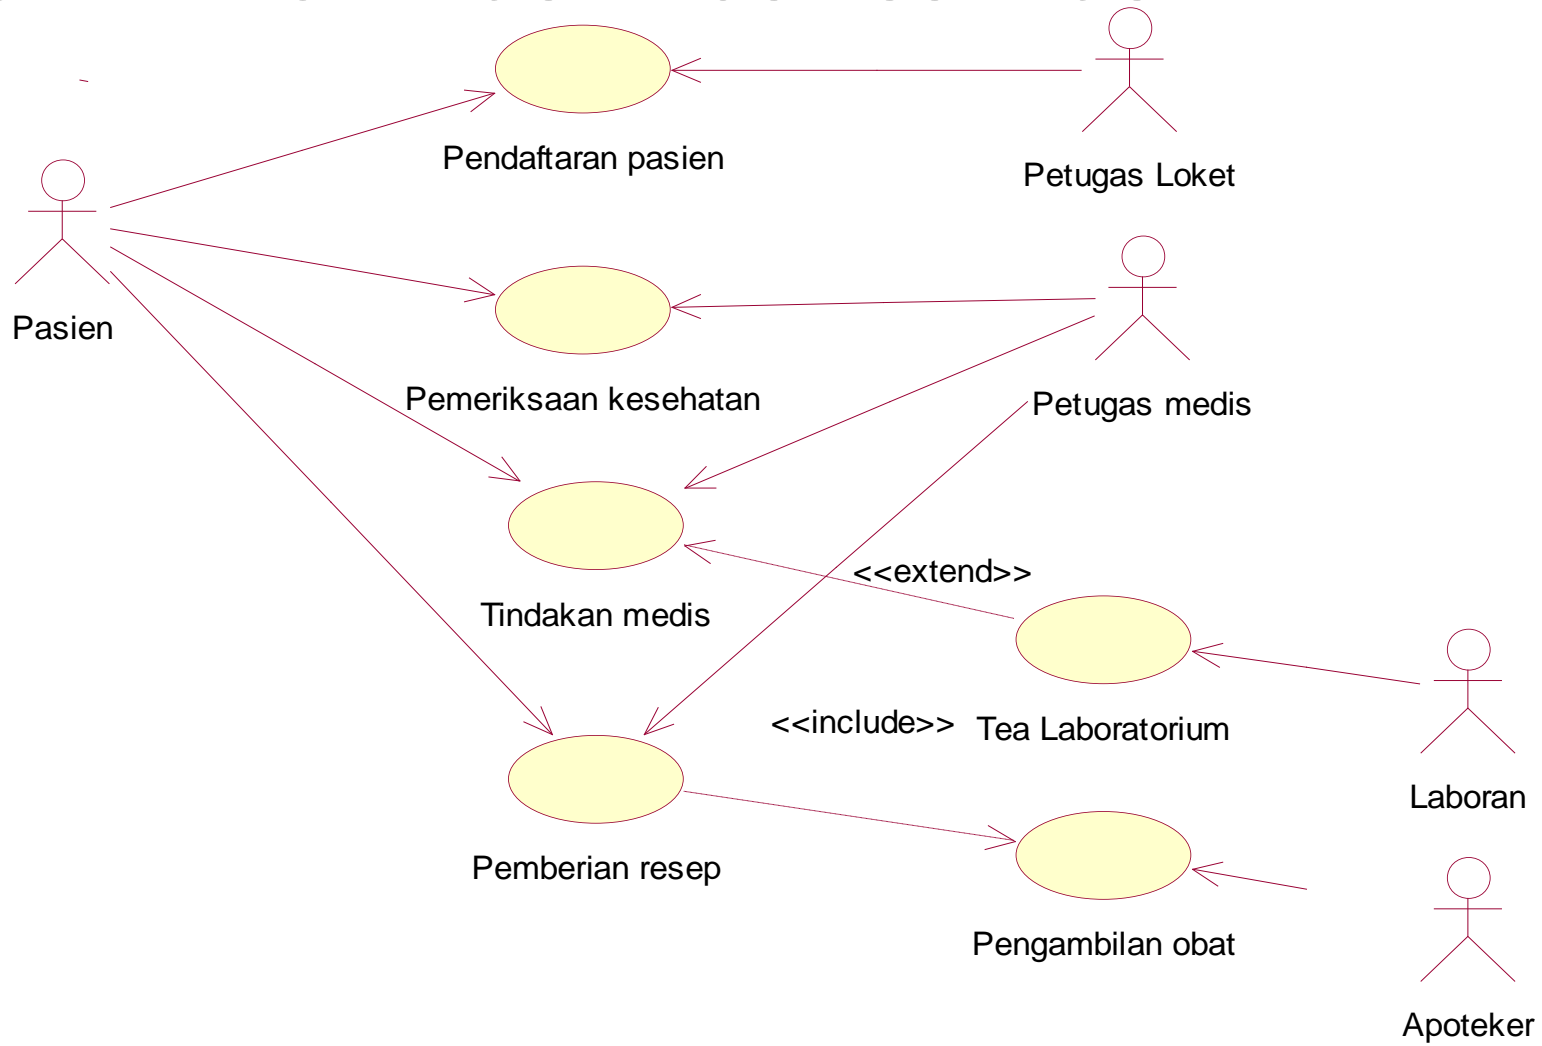 Pendaftaran pasien
Petugas Loket
Pasien
Pemeriksaan kesehatan
Petugas medis
<<extend>>
Tindakan medis
<<include>>
Tea Laboratorium
Laboran
Pemberian resep
Pengambilan obat
Apoteker